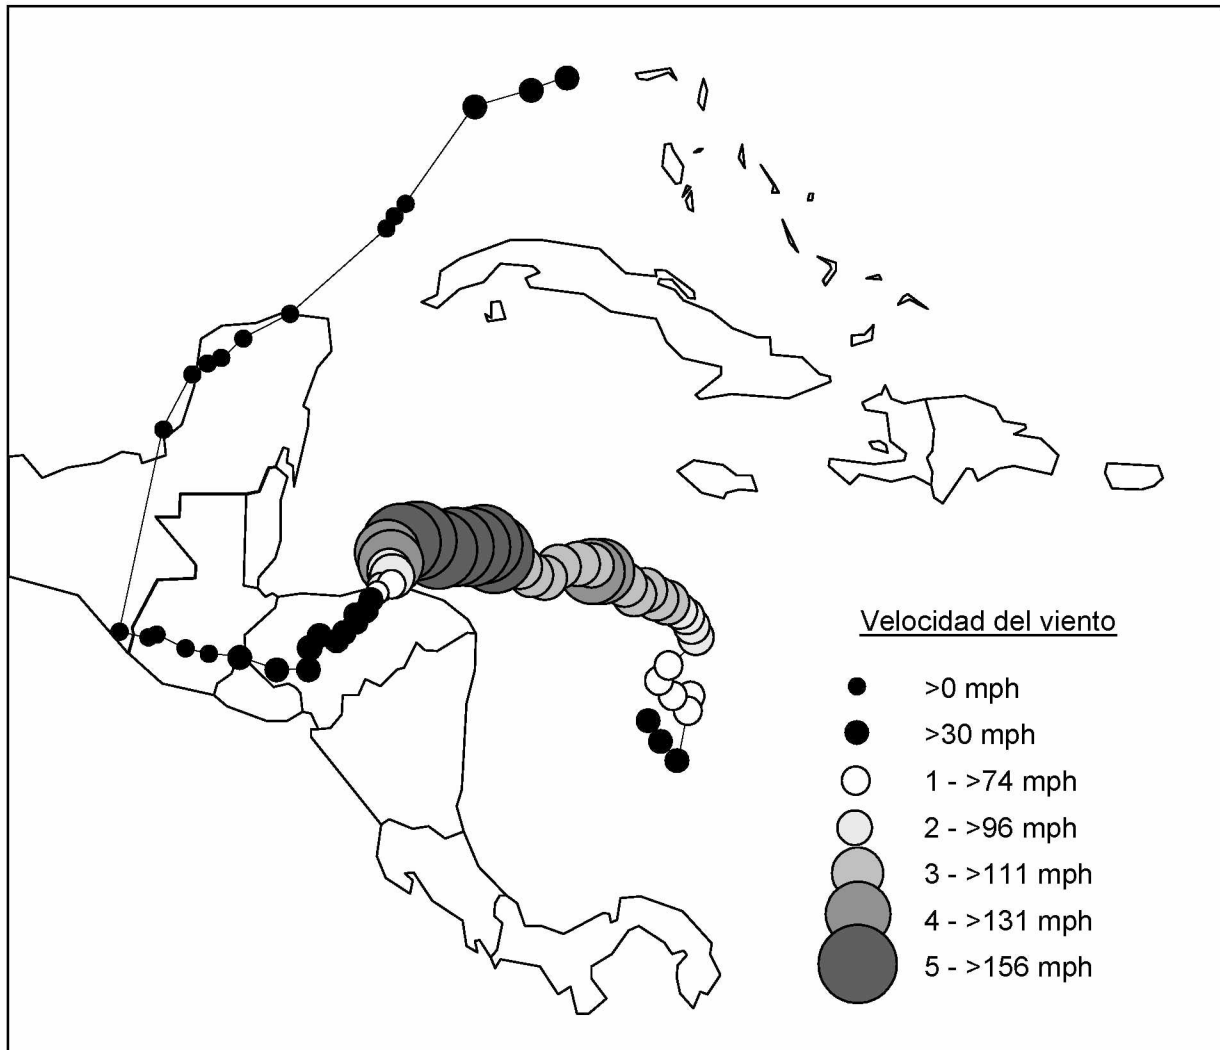 Velocidad del viento
>0 mph
>30 mph
1 - >74 mph
2 - >96 mph
3 - >111 mph
4 - >131 mph
5 - >156 mph